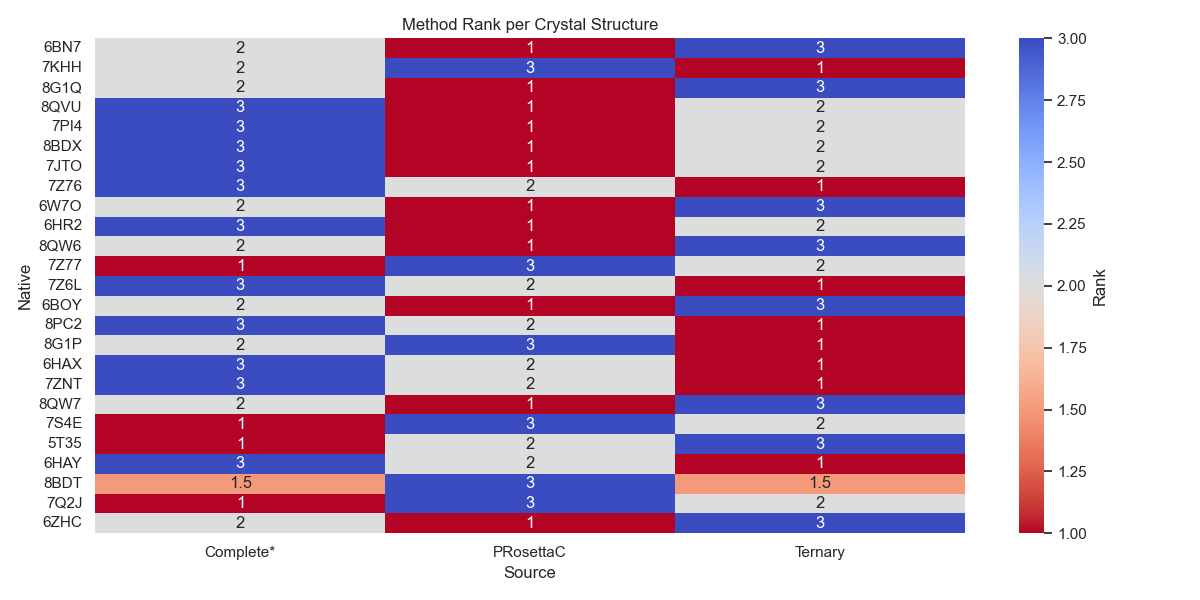 Method Rank per Crystal Structure
6BN7 2 1 3
7KHH 2 3 1
8G1Q 2 1 3
8QVU 3 1 2
7PI4 3 1 2
8BDX 3 1 2
7JTO 3 1 2
7Z76 3 2 1
6W7O 2 1 3
6HR2 3 1 2
8QW6 2 1 3
7Z77 1 3 2
7Z6L 3 2 1
6BOY 2 1 3
8PC2 3 2 1
8G1P 2 3 1
6HAX 3 2 1
7ZNT 3 2 1
8QW7 2 1 3
7S4E 1 3 2
5T35 1 2 3
6HAY 3 2 1
8BDT 1.5 3 1.5
7Q2J 1 3 2
6ZHC 2 1 3
Native
Complete* PRosettaC Ternary
Source
3.00
2.75
2.50
2.25
2.00
1.75
1.50
1.25
1.00
Rank